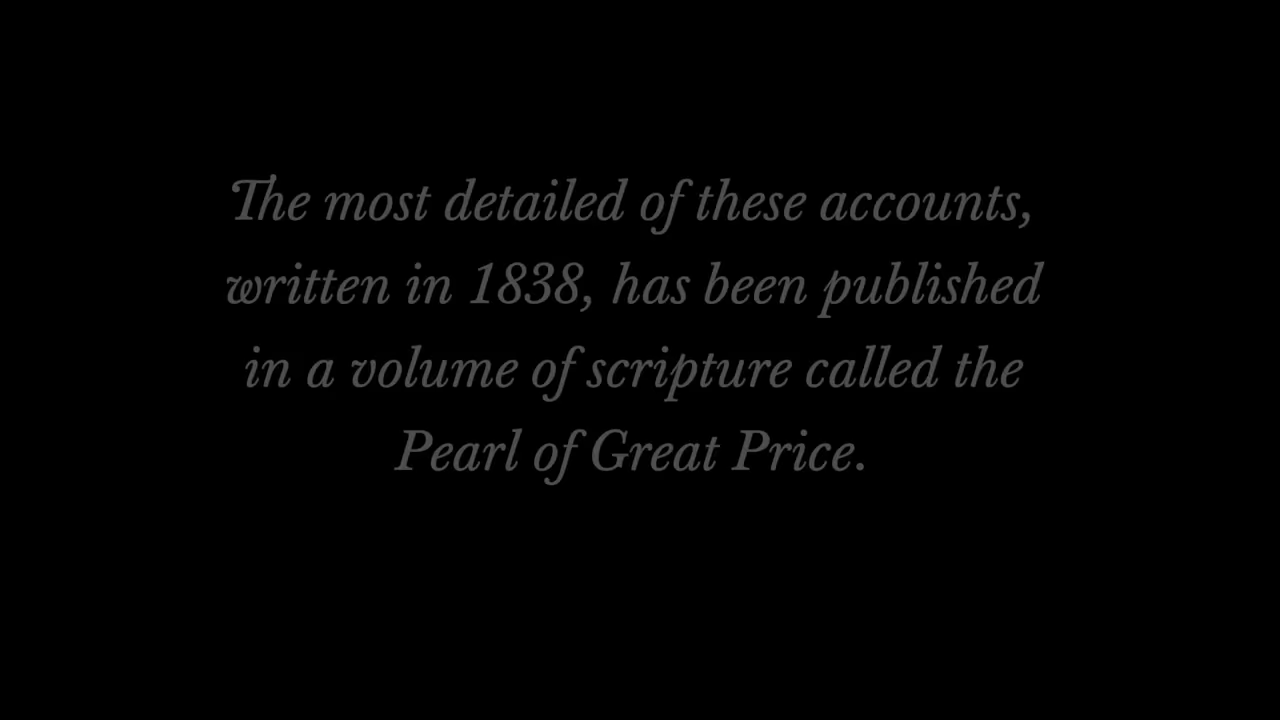 The most detailed of these accounts,
written in 1838, has been published
in a volume of scripture called the
Pearl of Great Price.